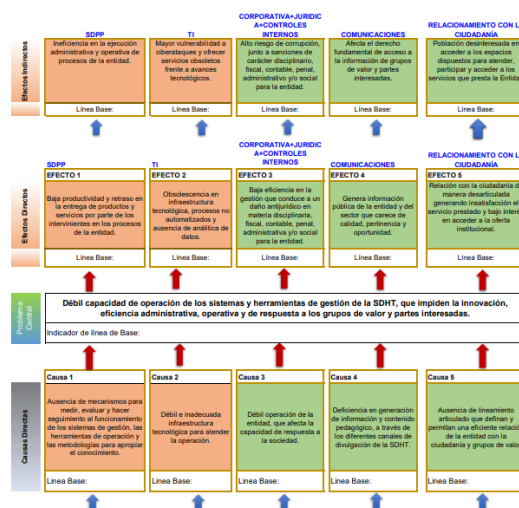 SDPP
TI
CORPORATIVA+JURIDIC
A+CONTROLES
INTERNOS
COMUNICACIONES
RELACIONAMIENTO CON L
CIUDADANÍA
Efectos Indirectos
Ineficiencia en la ejecución
administrativa y operativa de
procesos de la entidad.
Línea Base:
Mayor vulnerabilidad a
ciberataques y ofrecer
servicios obsoletos
frente a avances
tecnológicos.
Línea Base:
Alto riesgo de corrupción,
junto a sanciones de
carácter disciplinario,
fiscal, contable, penal,
administrativa y/o social
para la entidad.
Línea Base:
Afecta el derecho
fundamental de acceso a
la información de grupos
de valor y partes
interesadas.
Línea Base:
Población desinteresada en
acceder a los espacios
dispuestos para atender,
participar y acceder a los
servicios que presta la Entida
Línea Base:
SDPP
TI
CORPORATIVA+JURIDIC
A+CONTROLES
INTERNOS
COMUNICACIONES
RELACIONAMIENTO CON L
CIUDADANÍA
Efectos Directos
EFECTO 1
Baja productividad y retraso en
la entrega de productos y
servicios por parte de los
intervinientes en los procesos
de la entidad.
Línea Base:
EFECTO 2
Obsolescencia en
infraestructura
tecnológica, procesos no
automatizados y
ausencia de analítica de
datos.
Línea Base:
EFECTO 3
Baja eficiencia en la
gestión que conduce a un
daño antijurídico en
materia disciplinaria,
fiscal, contable, penal,
administrativa y/o social
para la entidad.
Línea Base:
EFECTO 4
Genera información
pública de la entidad y del
sector que carece de
calidad, pertinencia y
oportunidad.
Línea Base:
EFECTO 5
Relación con la ciudadanía d
manera desarticulada
generando insatisfacción el
servicio prestado y bajo interé
en acceder a la oferta
institucional.
Línea Base:
Problema
Central
Débil capacidad de operación de los sistemas y herramientas de gestión de la SDHT, que impiden la innovación,
eficiencia administrativa, operativa y de respuesta a los grupos de valor y partes interesadas.
Indicador de línea de Base:
Causas Directas
Causa 1
Ausencia de mecanismos para
medir, evaluar y hacer
seguimiento al funcionamiento
de los sistemas de gestión, las
herramientas de operación y
las metodologías para apropiar
el conocimiento.
Línea Base:
Causa 2
Débil e inadecuada
infraestructura
tecnológica para atender
la operación.
Línea Base:
Causa 3
Débil operación de la
entidad, que afecta la
capacidad de respuesta a
la sociedad.
Línea Base:
Causa 4
Deficiencia en generación
de información y contenido
pedagógico, a través de
los diferentes canales de
divulgación de la SDHT.
Línea Base:
Causa 5
Ausencia de lineamiento
articulado que definan y
permitan una eficiente relació
de la entidad con la
ciudadanía y grupos de valo
Línea Base: